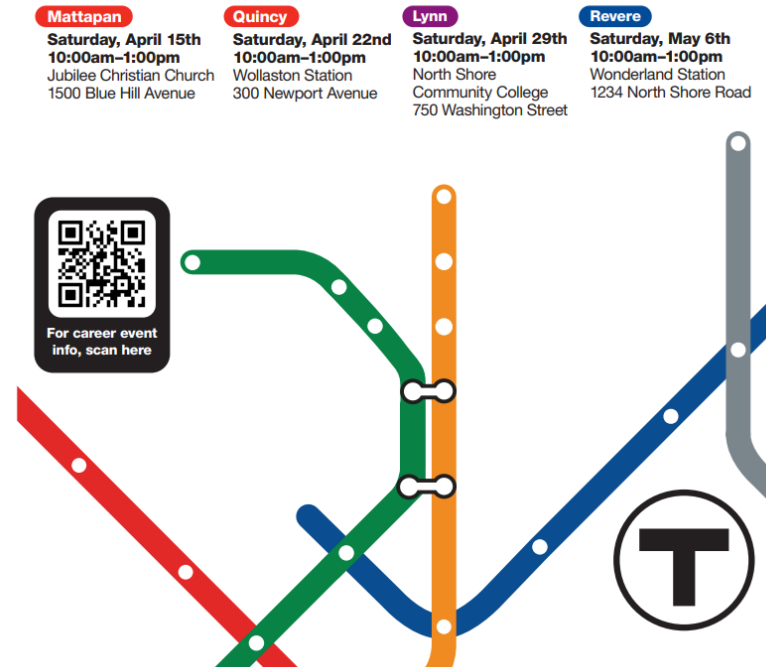 Mattapan
Saturday, April 15th
10:00am–1:00pm
Jubilee Christian Church
1500 Blue Hill Avenue
Quincy
Saturday, April 22nd
10:00am–1:00pm
Wollaston Station
300 Newport Avenue
Lynn
Saturday, April 29th
10:00am–1:00pm
North Shore
Community College
750 Washington Street
Revere
Saturday, May 6th
10:00am–1:00pm
Wonderland Station
1234 North Shore Road
For career event
info, scan here
T